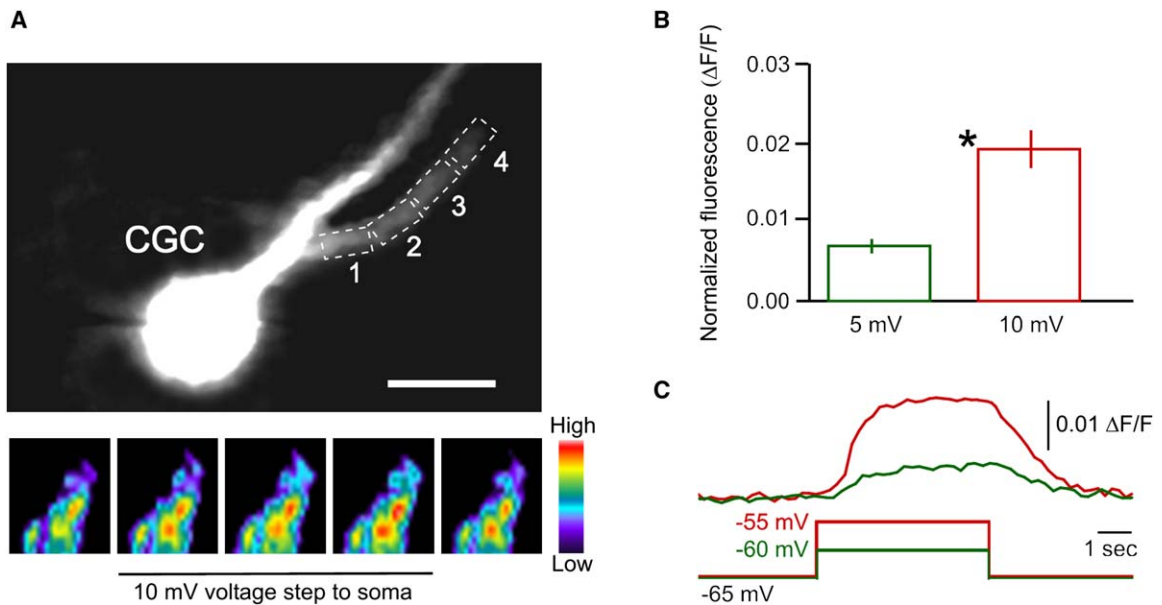 A
CGC
1
2
3
4
High
Low
10 mV voltage step to soma
B
Normalized fluorescence (ΔF/F)
0.03
0.02
0.01
0.00
*
5 mV
10 mV
C
0.01 ΔF/F
-55 mV
-60 mV
-65 mV
1 sec